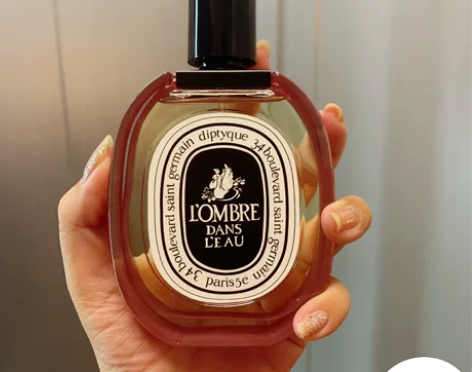 diptyque 34 boulevard saint germain paris 5e 34 boulevard saint germain
L'OMBRE
DANS
L'EAU